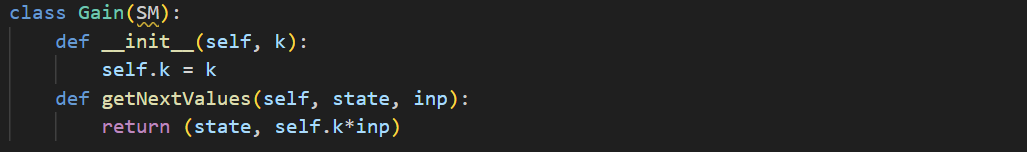 class Gain(SM):
    def __init__(self, k):
        self.k = k
    def getNextValues(self, state, inp):
        return (state, self.k*inp)